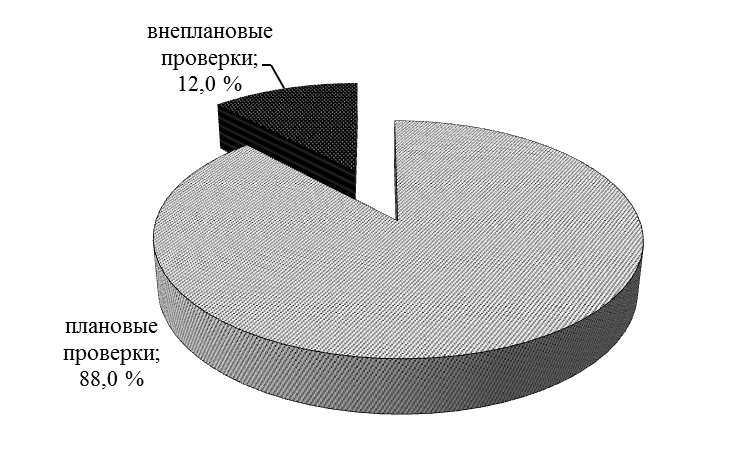 внеплановые
проверки;
12,0 %
плановые
проверки;
88,0 %